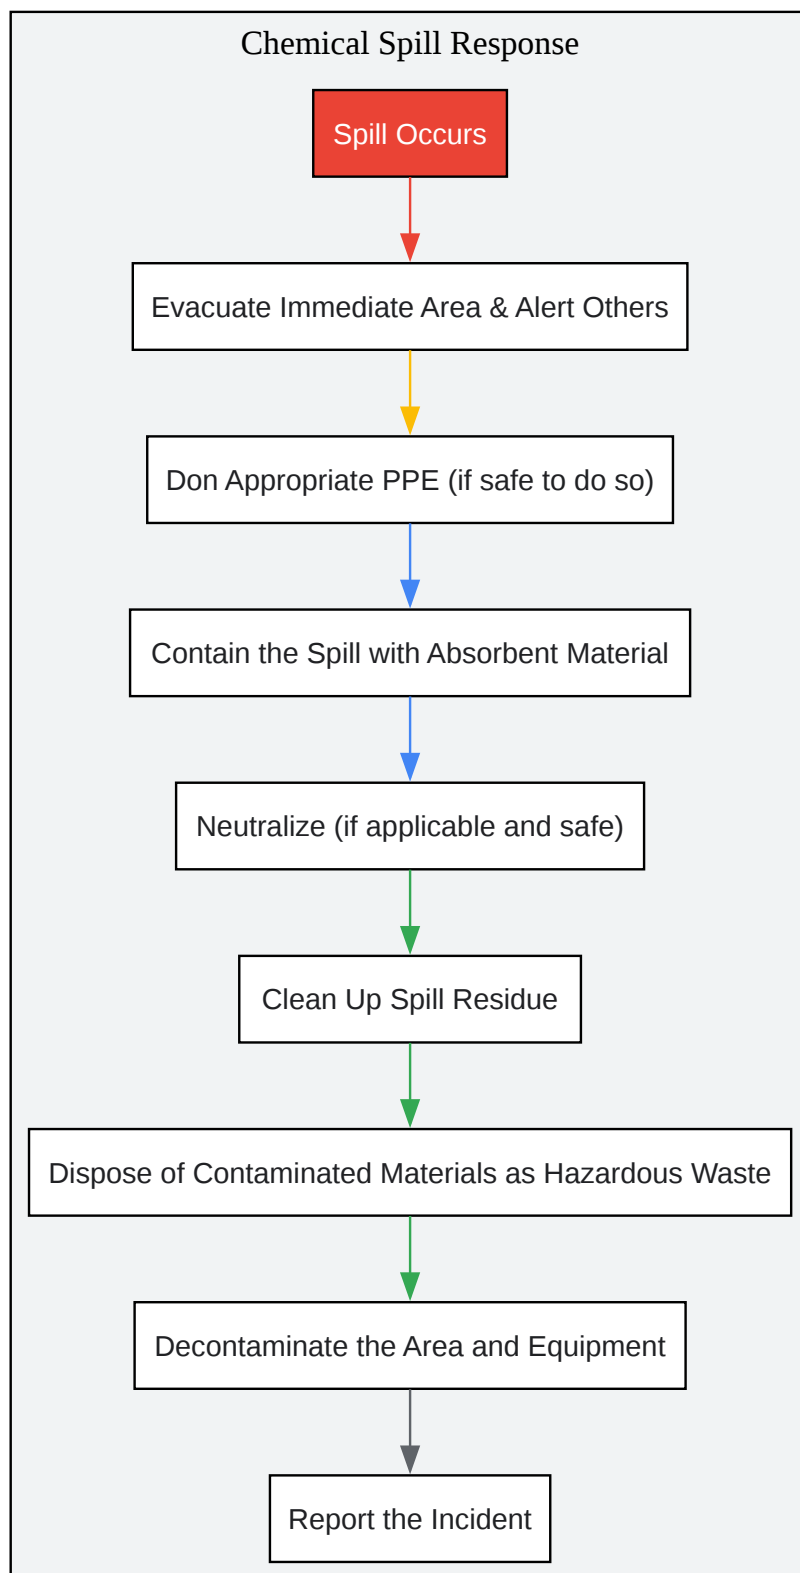 Chemical Spill Response
Spill Occurs
Evacuate Immediate Area & Alert Others
Don Appropriate PPE (if safe to do so)
Contain the Spill with Absorbent Material
Neutralize (if applicable and safe)
Clean Up Spill Residue
Dispose of Contaminated Materials as Hazardous Waste
Decontaminate the Area and Equipment
Report the Incident